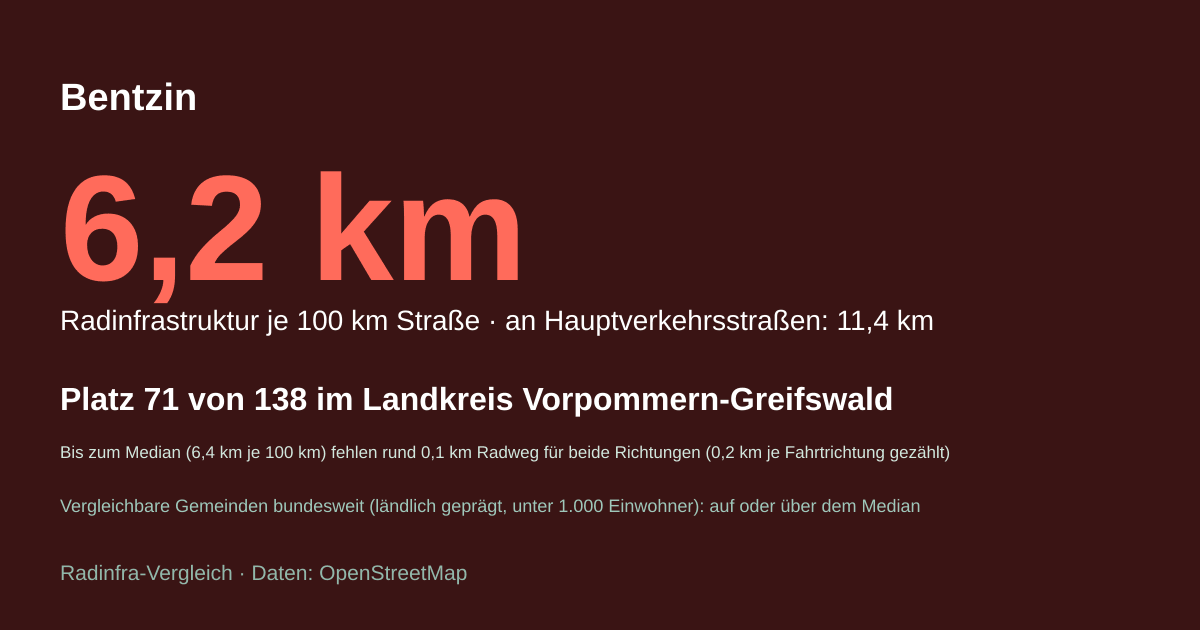 Bentzin
6,2 km
Radinfrastruktur je 100 km Straße · an Hauptverkehrsstraßen: 11,4 km
Platz 71 von 138 im Landkreis Vorpommern-Greifswald
Bis zum Median (6,4 km je 100 km) fehlen rund 0,1 km Radweg für beide Richtungen (0,2 km je Fahrtrichtung gezählt)
Vergleichbare Gemeinden bundesweit (ländlich geprägt, unter 1.000 Einwohner): auf oder über dem Median
Radinfra-Vergleich · Daten: OpenStreetMap